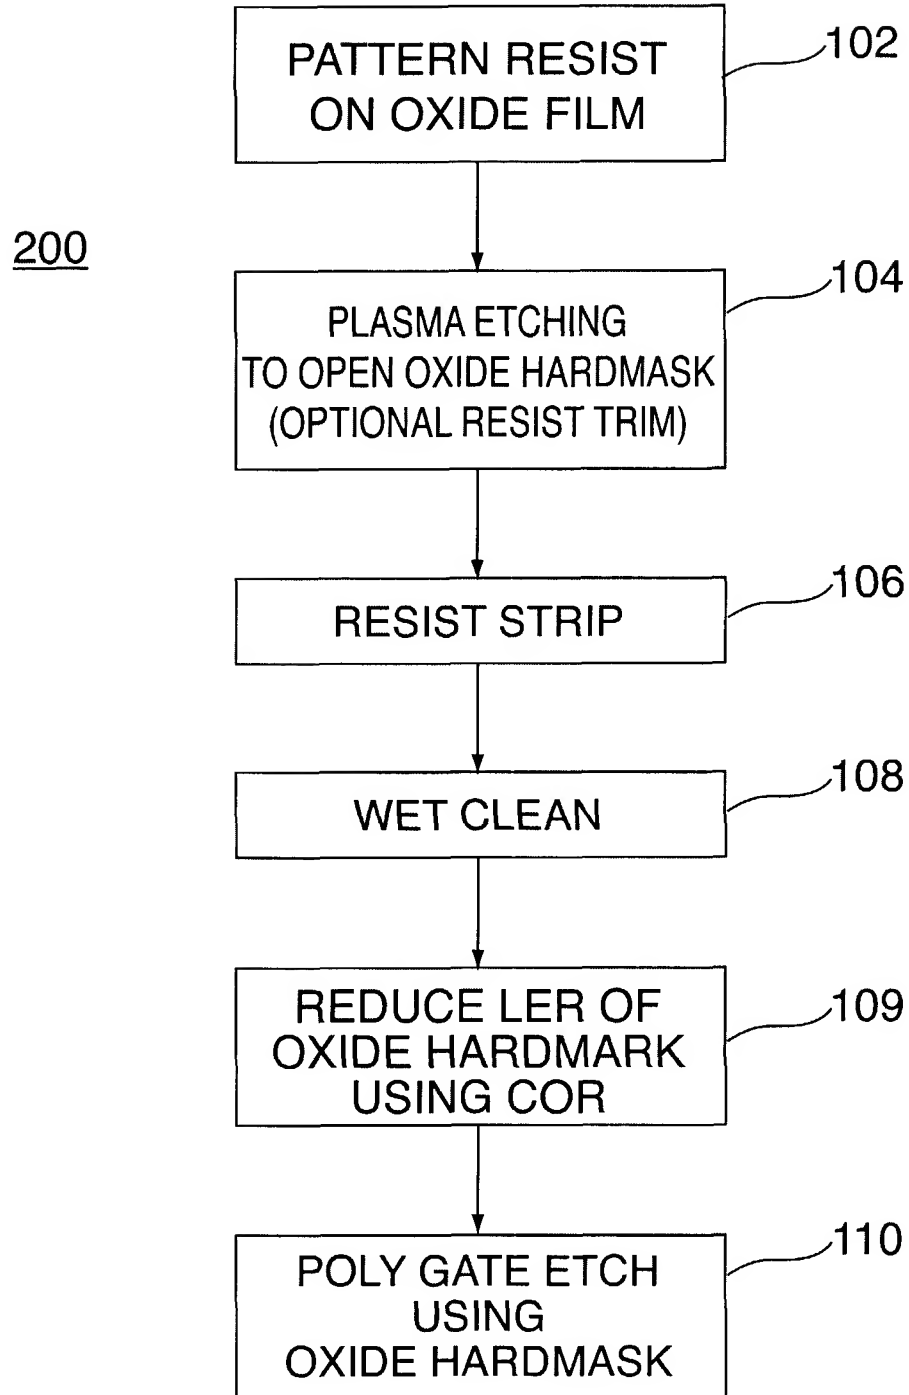 PATTERN RESIST
ON OXIDE FILM
102
200
PLASMA ETCHING
TO OPEN OXIDE HARDMASK
(OPTIONAL RESIST TRIM)
104
RESIST STRIP
106
WET CLEAN
108
REDUCE LER OF
OXIDE HARDMARK
USING COR
109
POLY GATE ETCH
USING
OXIDE HARDMASK
110